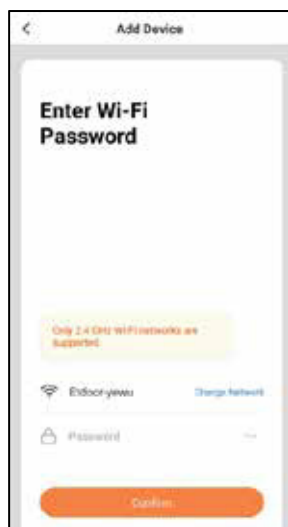 Add Device
Enter Wi-Fi
Password
Only 2.4 GHz Wi-Fi networks are
supported.
Change Network
Password
Confirm